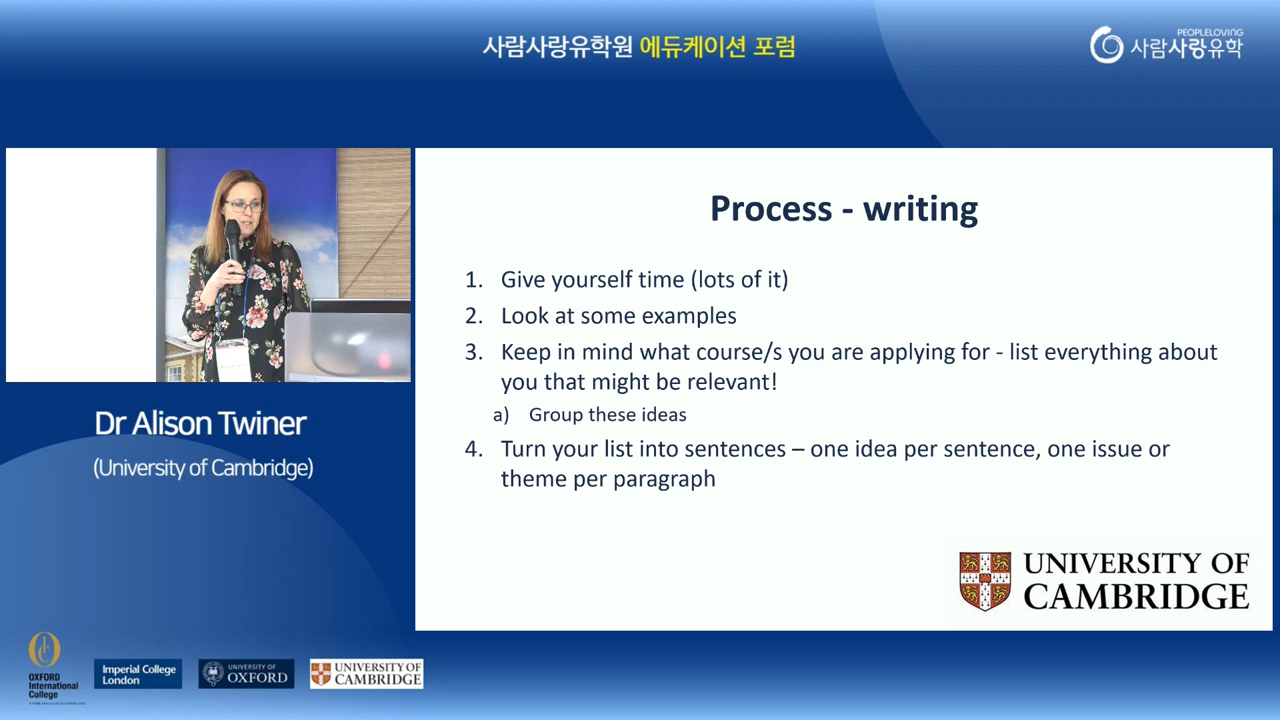 사람사랑유학원 에듀케이션 포럼
PEOPLELOVING
사람사랑유학
Process - writing
1. Give yourself time (lots of it)
2. Look at some examples
3. Keep in mind what course/s you are applying for - list everything about
you that might be relevant!
a) Group these ideas
4. Turn your list into sentences – one idea per sentence, one issue or
theme per paragraph
UNIVERSITY OF
CAMBRIDGE
Dr Alison Twiner
(University of Cambridge)
OXFORD
International
College
Imperial College
London
UNIVERSITY OF
OXFORD
UNIVERSITY OF
CAMBRIDGE